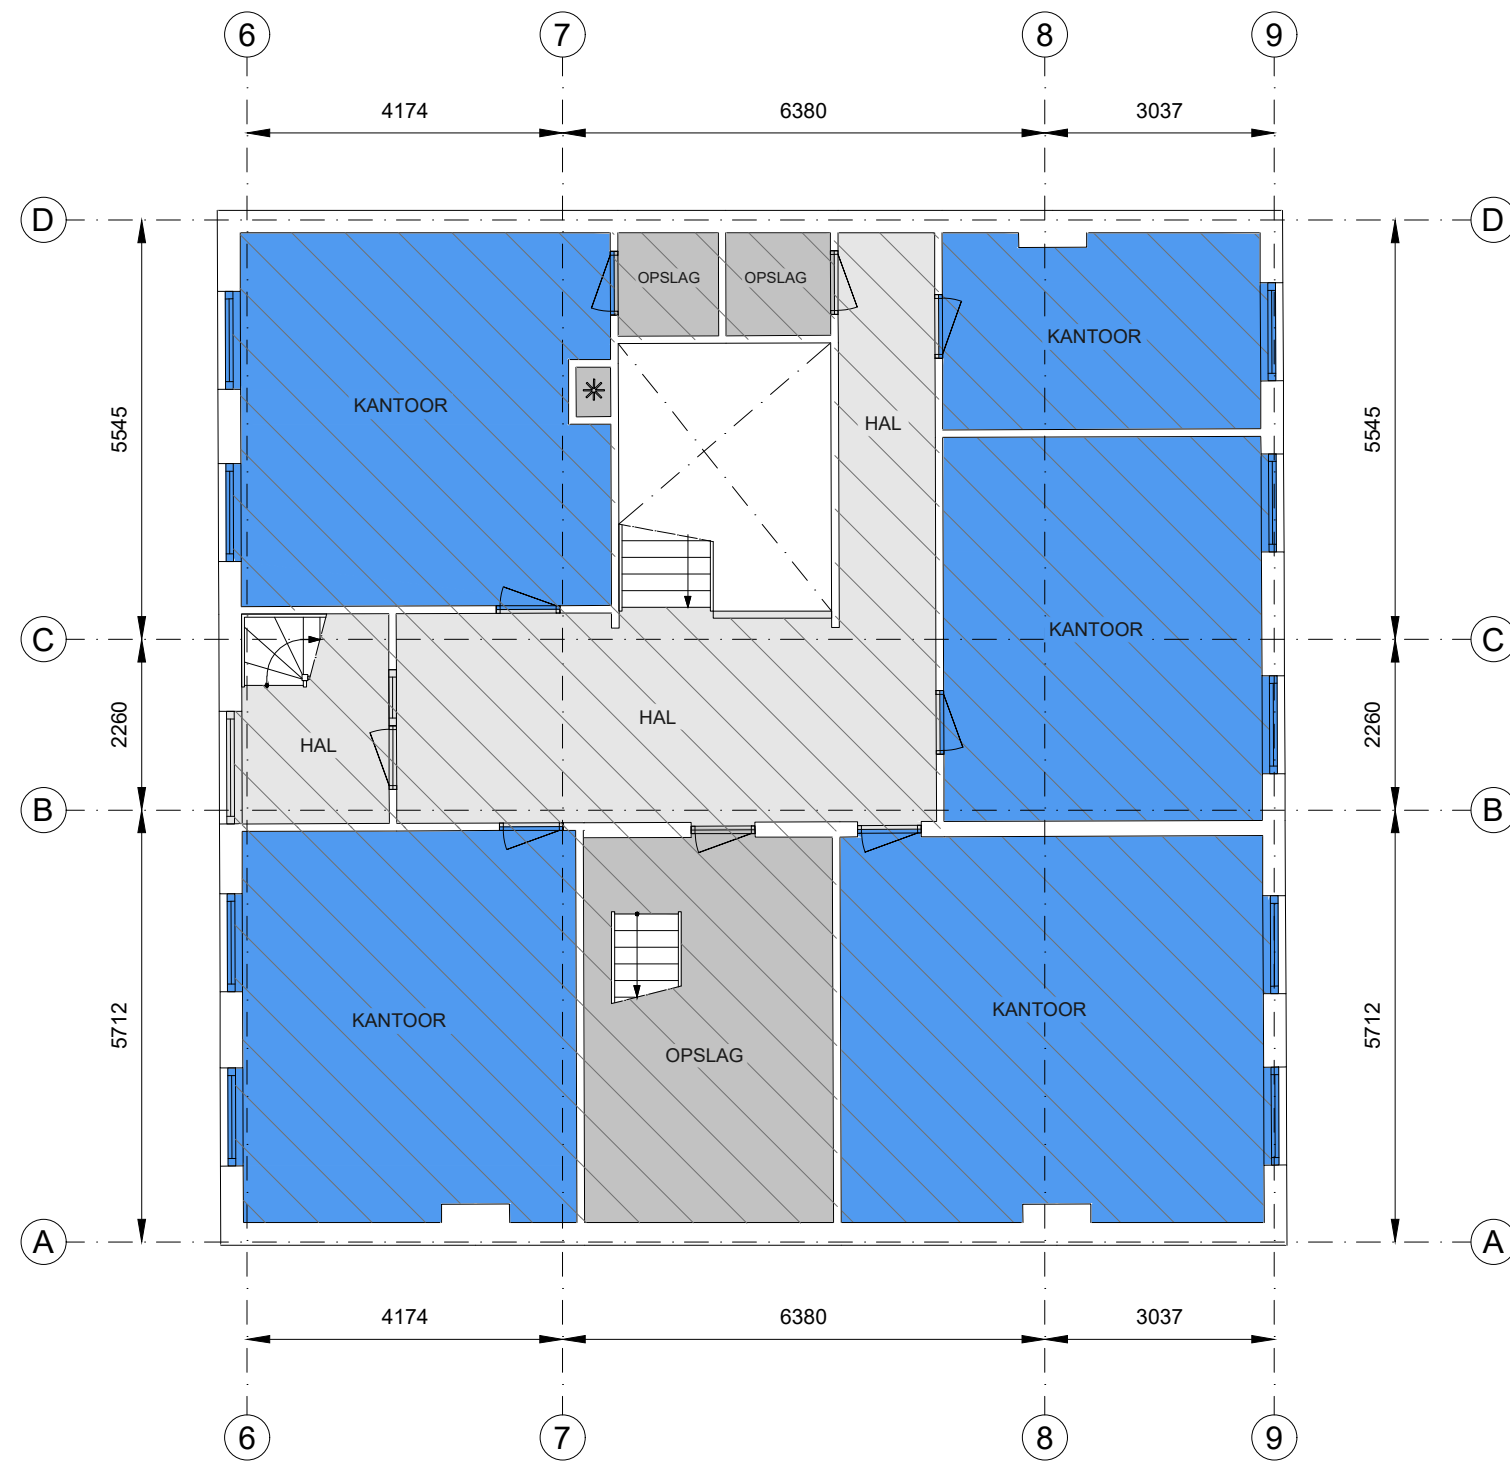 6 7 8 9
4174 6380 3037
D D
OPSLAG OPSLAG
KANTOOR
KANTOOR
HAL
5545 5545
C C
KANTOOR
2260 HAL 2260
HAL
B B
KANTOOR
5712 KANTOOR 5712
OPSLAG
A A
4174 6380 3037
6 7 8 9